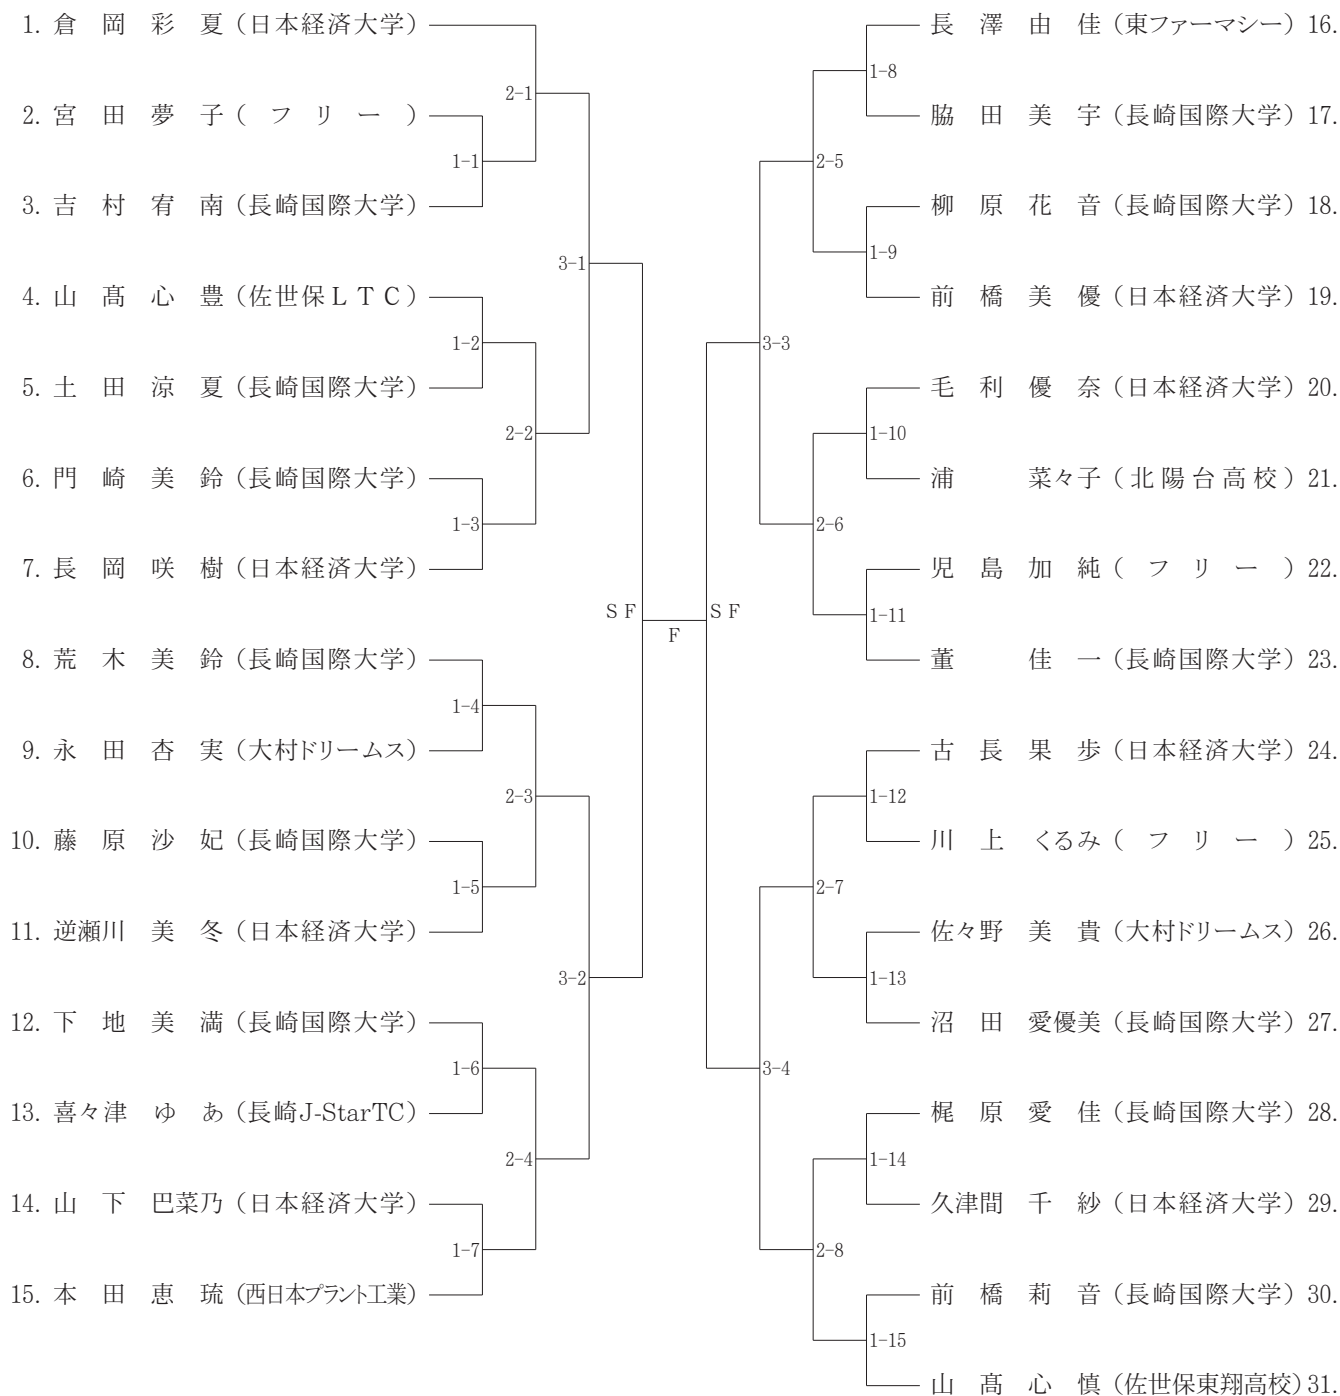 1. 倉 岡 彩 夏 (日本経済大学)
2-1
2. 宮 田 夢 子 ( フ リ ー )
1-1
3. 吉 村 宥 南 (長崎国際大学)
3-1
4. 山 髙 心 豊 (佐世保ＬＴＣ)
1-2
5. 土 田 涼 夏 (長崎国際大学)
2-2
6. 門 崎 美 鈴 (長崎国際大学)
1-3
7. 長 岡 咲 樹 (日本経済大学)
ＳＦ
F
ＳＦ
8. 荒 木 美 鈴 (長崎国際大学)
1-4
9. 永 田 杏 実 (大村ドリームス)
2-3
10. 藤 原 沙 妃 (長崎国際大学)
1-5
11. 逆瀬川 美 冬 (日本経済大学)
3-2
12. 下 地 美 満 (長崎国際大学)
1-6
13. 喜々津 ゆ あ (長崎J-StarTC)
2-4
14. 山 下 巴菜乃 (日本経済大学)
1-7
15. 本 田 恵 琉 (西日本プラント工業)
長 澤 由 佳 (東ファーマシー) 16.
1-8
脇 田 美 宇 (長崎国際大学) 17.
2-5
柳 原 花 音 (長崎国際大学) 18.
1-9
前 橋 美 優 (日本経済大学) 19.
3-3
毛 利 優 奈 (日本経済大学) 20.
1-10
浦 菜々子 (北陽台高校) 21.
2-6
児 島 加 純 ( フ リ ー ) 22.
1-11
董 佳 一 (長崎国際大学) 23.
古 長 果 歩 (日本経済大学) 24.
1-12
川 上 くるみ ( フ リ ー ) 25.
2-7
佐々野 美 貴 (大村ドリームス) 26.
1-13
沼 田 愛優美 (長崎国際大学) 27.
3-4
梶 原 愛 佳 (長崎国際大学) 28.
1-14
久津間 千 紗 (日本経済大学) 29.
2-8
前 橋 莉 音 (長崎国際大学) 30.
1-15
山 髙 心 慎 (佐世保東翔高校) 31.